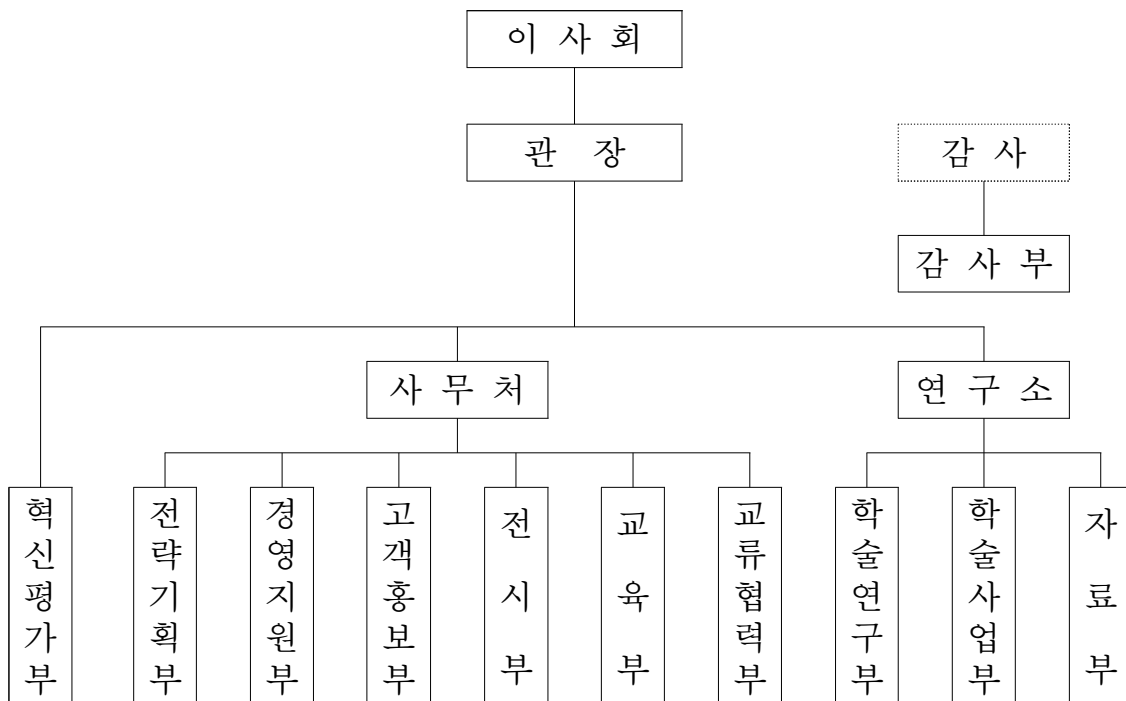 이 사 회
관 장
감 사
감 사 부
사 무 처
연 구 소
혁신평가부
전략기획부
경영지원부
고객홍보부
전시부
교육부
교류협력부
학술연구부
학술사업부
자료부